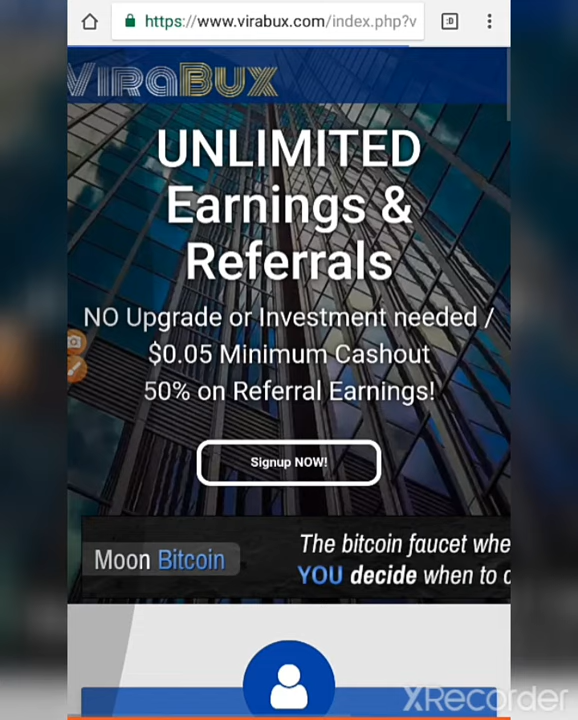 https://www.virabux.com/index.php?v
:D
ViraBux
UNLIMITED
Earnings &
Referrals
NO Upgrade or Investment needed /
$0.05 Minimum Cashout
50% on Referral Earnings!
Signup NOW!
Moon Bitcoin
The bitcoin faucet whe
YOU decide when to c
XRecorder